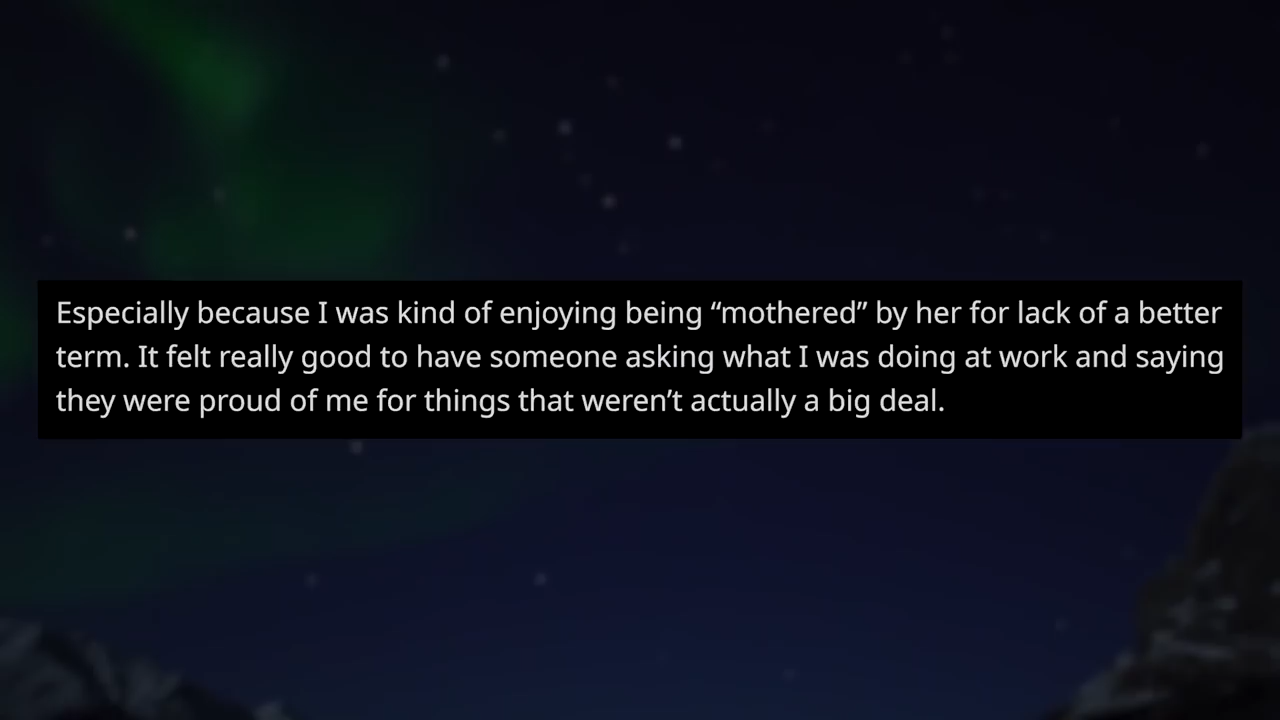 Especially because I was kind of enjoying being “mothered” by her for lack of a better
term. It felt really good to have someone asking what I was doing at work and saying
they were proud of me for things that weren’t actually a big deal.